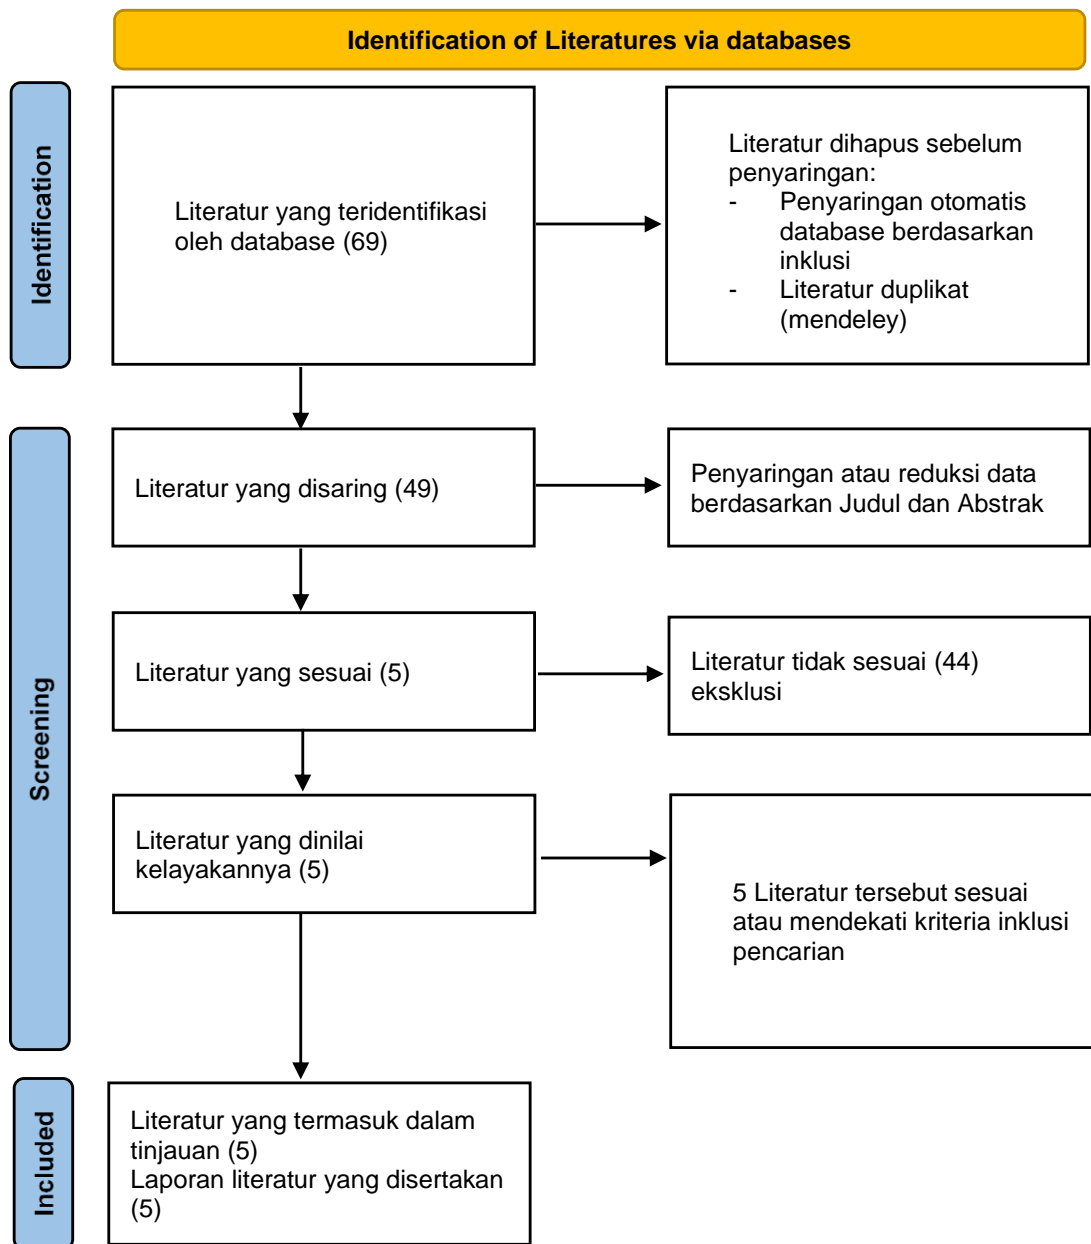 Identification of Literatures via databases
Identification
Literatur yang teridentifikasi
oleh database (69)
Literatur dihapus sebelum
penyaringan:
- Penyaringan otomatis
database berdasarkan
inklusi
- Literatur duplikat
(mendeley)
Screening
Literatur yang disaring (49)
Penyaringan atau reduksi data
berdasarkan Judul dan Abstrak
Literatur yang sesuai (5)
Literatur tidak sesuai (44)
eksklusi
Literatur yang dinilai
kelayakannya (5)
5 Literatur tersebut sesuai
atau mendekati kriteria inklusi
pencarian
Included
Literatur yang termasuk dalam
tinjauan (5)
Laporan literatur yang disertakan
(5)